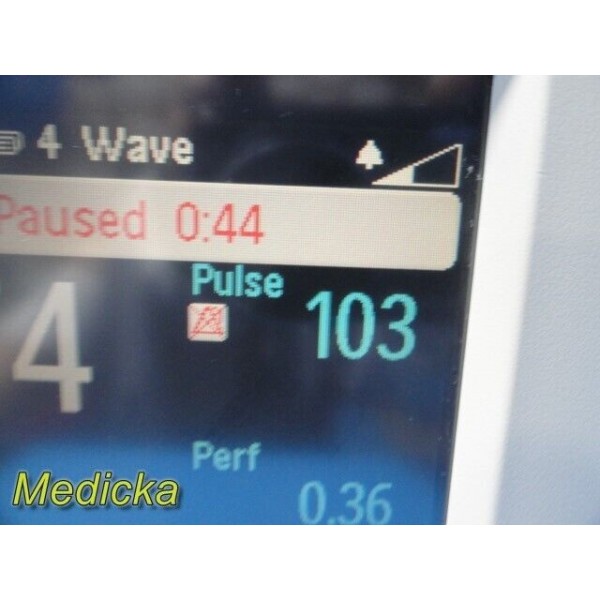 4 Wave
Paused 0:44
4
Pulse
103
Perf
0.36
Medicka